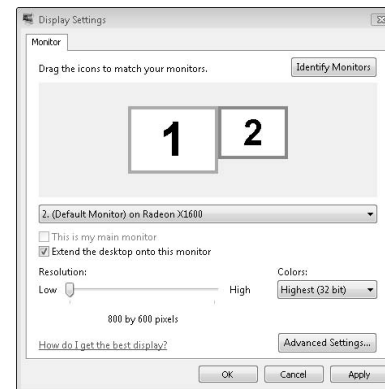 Display Settings
Monitor
Drag the icons to match your monitors.
Identify Monitors
1
2
2. (Default Monitor) on Radeon X1600
This is my main monitor
Extend the desktop onto this monitor
Resolution:
Colors:
Low
High
Highest (32 bit)
800 by 600 pixels
How do I get the best display?
Advanced Settings...
OK
Cancel
Apply